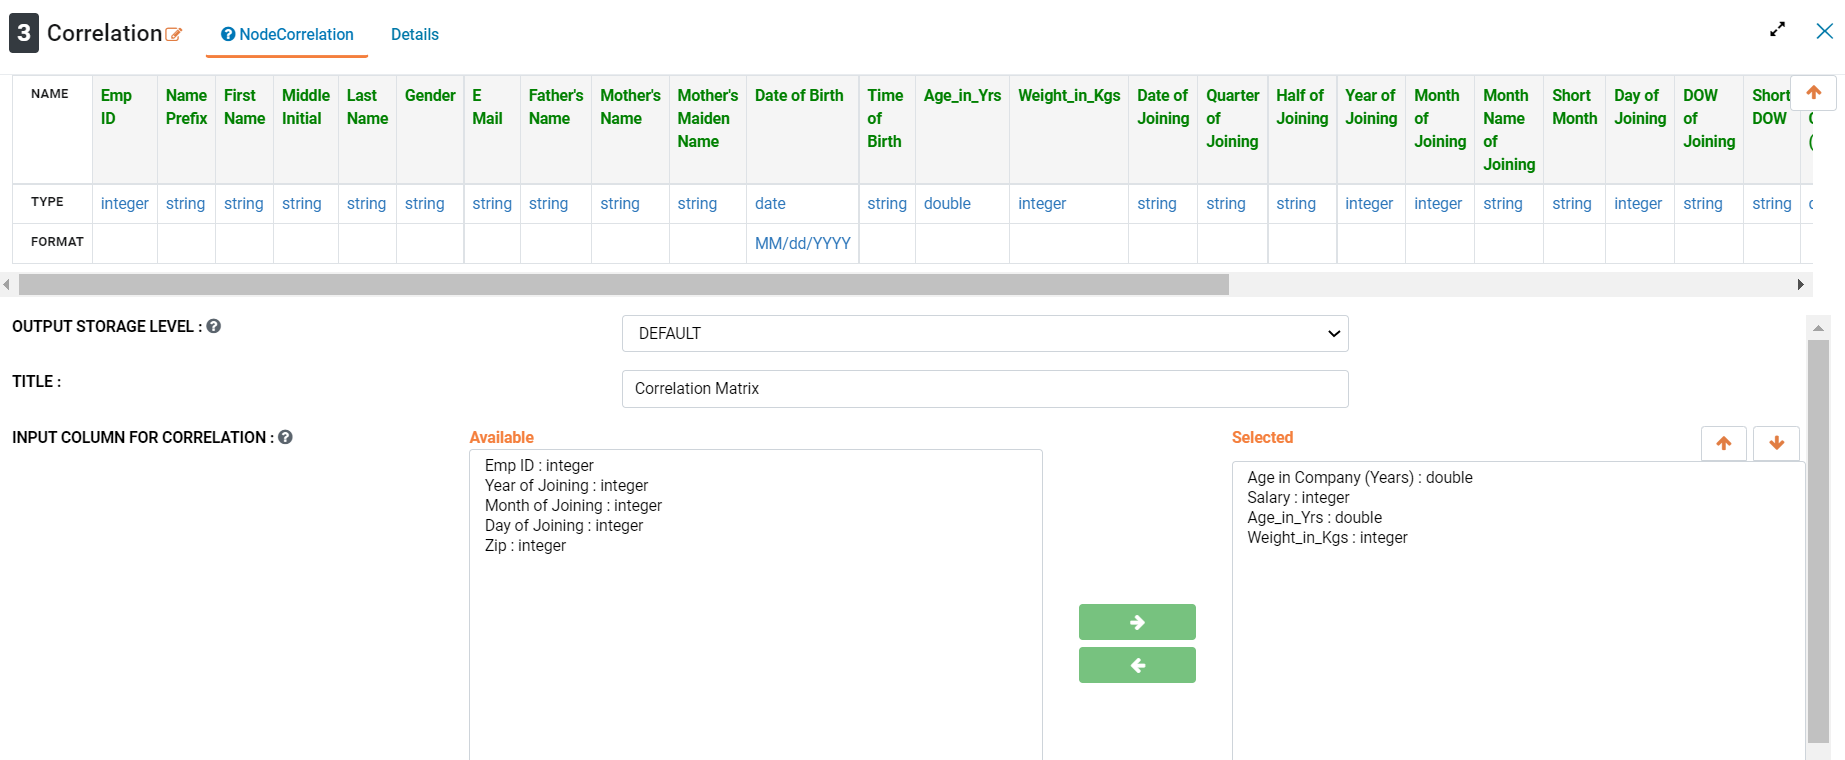 3 Correlation NodeCorrelation Details
NAME Emp ID Name Prefix First Name Middle Initial Last Name Gender E Mail Father's Name Mother's Name Mother's Maiden Name Date of Birth Time of Birth Age_in_Yrs Weight_in_Kgs Date of Joining Quarter of Joining Half of Joining Year of Joining Month of Joining Month Name of Joining Short Month Day of Joining DOW of Joining Short DOW
TYPE integer string string string string string string string string string date string double integer string string string integer integer string string integer string string
FORMAT MM/dd/YYYY
OUTPUT STORAGE LEVEL :
DEFAULT
TITLE :
Correlation Matrix
INPUT COLUMN FOR CORRELATION :
Available
Emp ID : integer
Year of Joining : integer
Month of Joining : integer
Day of Joining : integer
Zip : integer
Selected
Age in Company (Years) : double
Salary : integer
Age_in_Yrs : double
Weight_in_Kgs : integer